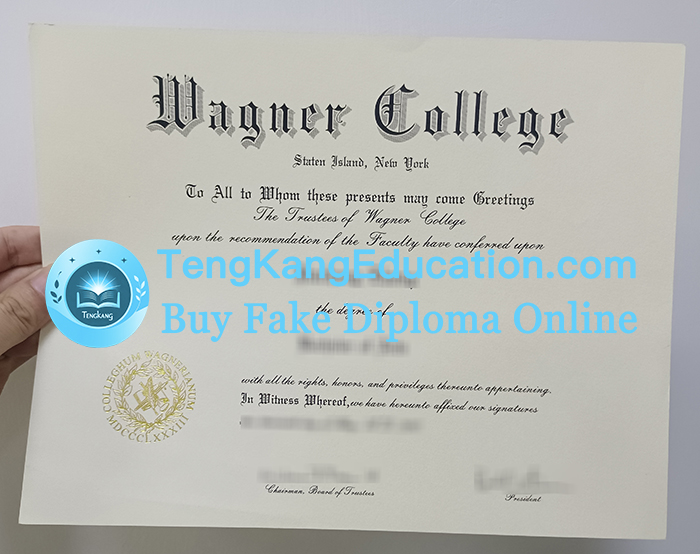 Wagner College
Staten Island, New York
To All to Whom these presents may come Greetings
The Trustees of Wagner College
upon the recommendation of the Faculty have conferred upon
TengKangEducation.com
TENGKANG
the degree of
Buy Fake Diploma Online
with all the rights, honors, and privileges thereunto appertaining.
In Witness Whereof, we have hereunto affixed our signatures
COLLEGIUM WAGNERIANUM
MDCCCLXXXIII
Chairman, Board of Trustees
President